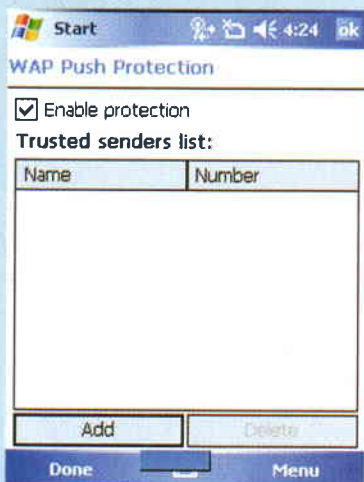 Start 4:24 ok
WAP Push Protection
Enable protection
Trusted senders list:
Name Number
Add Delete
Done Menu